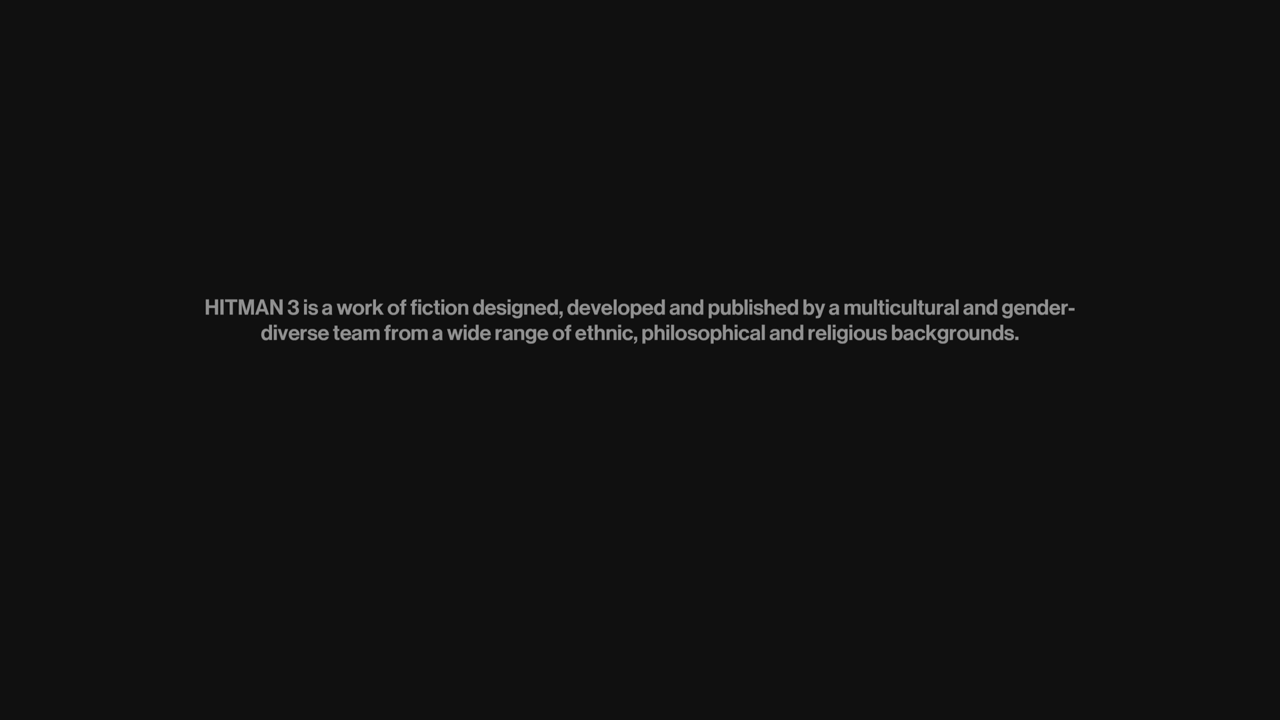 HITMAN 3 is a work of fiction designed, developed and published by a multicultural and gender-
diverse team from a wide range of ethnic, philosophical and religious backgrounds.